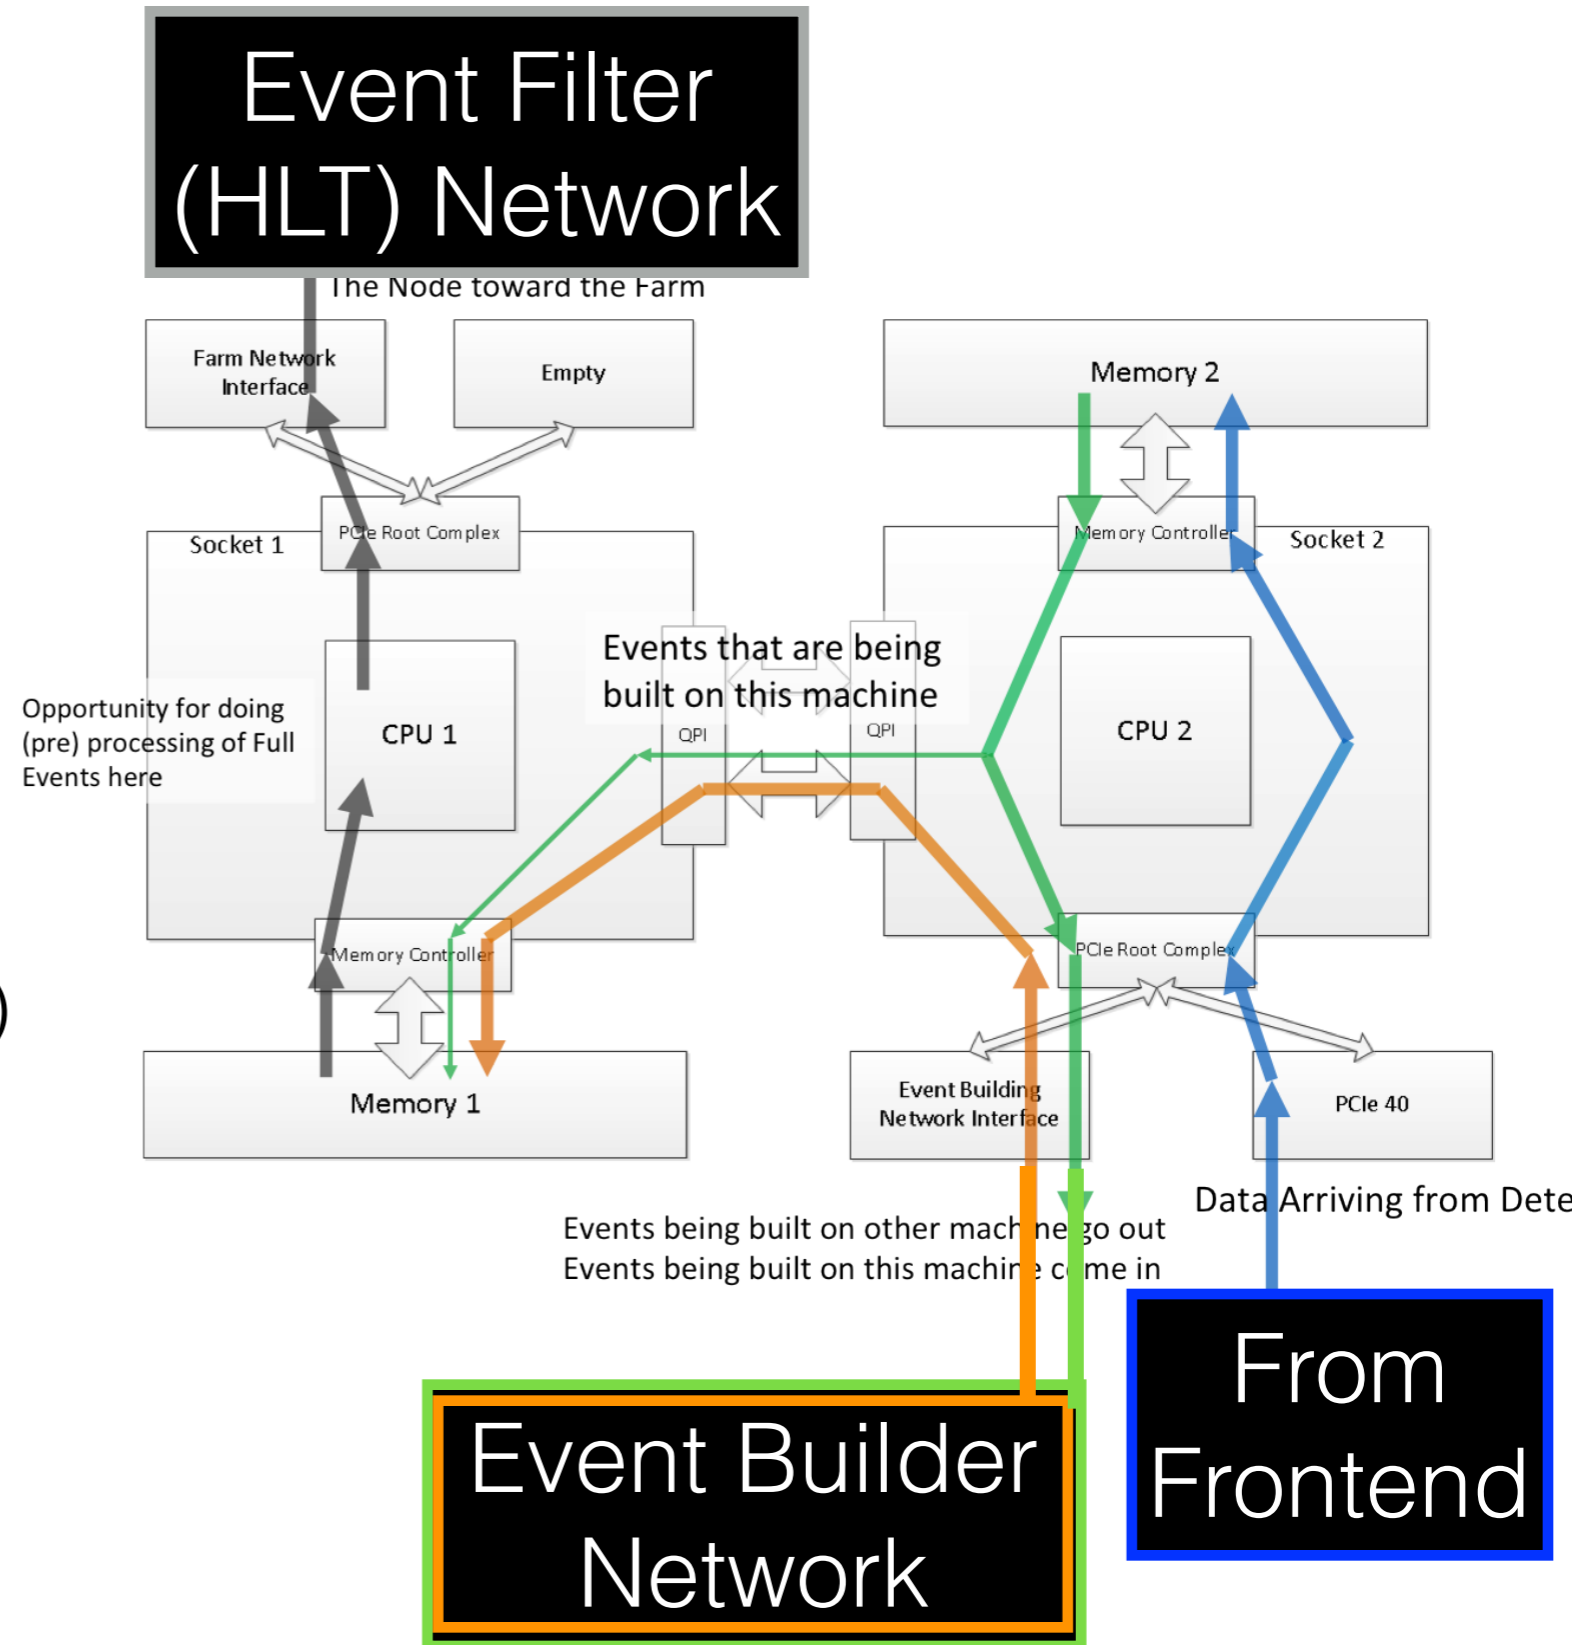 Event Filter
(HLT) Network
The Node toward the Farm
Farm Network
Interface
Empty
Memory 2
PCIe Root Complex
Socket 1
Memory Controller
Socket 2
Events that are being
built on this machine
Opportunity for doing
(pre) processing of Full
Events here
CPU 1
QPI
QPI
CPU 2
Memory Controller
PCIe Root Complex
)
Memory 1
Event Building
Network Interface
PCIe 40
Data Arriving from Dete
Events being built on other machine go out
Events being built on this machine come in
From
Frontend
Event Builder
Network